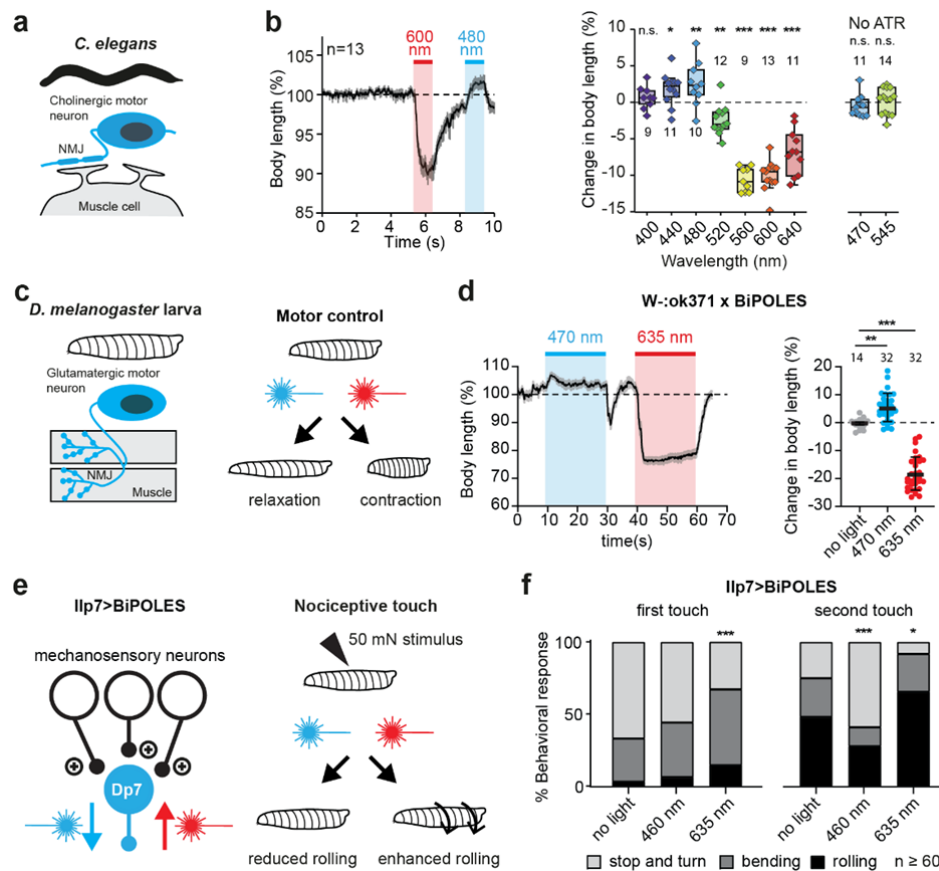 a
C. elegans
Cholinergic motor
neuron
NMJ
Muscle cell
b
n=13
600
nm
480
nm
Body length (%)
100
95
90
85
0 2 4 6 8 10
Time (s)
Change in body length (%)
10
5
0
-5
-10
-15
n.s. * ** ** *** *** ***
12 9 13 11
9 11 10
400 440 480 520 560 600 640
Wavelength (nm)
No ATR
n.s. n.s.
11 14
470 545
c
D. melanogaster larva
Glutamatergic motor
neuron
NMJ
Muscle
Motor control
relaxation contraction
d
W-:ok371 x BiPOLES
470 nm 635 nm
Body length (%)
110
100
90
80
70
60
0 10 20 30 40 50 60 70
time(s)
Change in body length (%)
***
**
14 32 32
20
10
0
-10
-20
-30
no light 470 nm 635 nm
e
Ilp7>BiPOLES
mechanosensory neurons
+ + +
Dp7
Nociceptive touch
50 mN stimulus
reduced rolling enhanced rolling
f
Ilp7>BiPOLES
first touch second touch
*** *** *
% Behavioral response
100
50
0
no light 460 nm 635 nm
no light 460 nm 635 nm
stop and turn bending rolling n ≥ 60